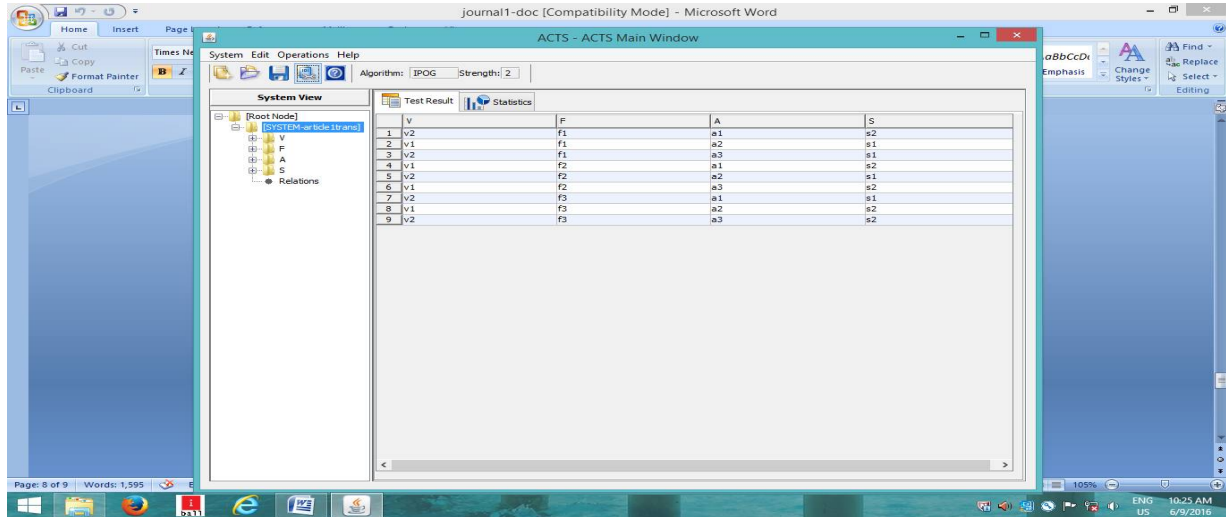 journal1-doc [Compatibility Mode] - Microsoft Word
Home Insert Page L
Cut
Copy
Paste
Format Painter
Clipboard
Times Ne
B I
aBbCcDc
Emphasis
Change Styles
Find
Replace
Select
Editing
ACTS - ACTS Main Window
System Edit Operations Help
Algorithm: IPOG Strength: 2
System View
[Root Node]
[SYSTEM-article1trans]
V
F
A
S
Relations
Test Result Statistics
V F A S
1 v2 f1 a1 s2
2 v1 f1 a2 s1
3 v2 f1 a3 s1
4 v1 f2 a1 s2
5 v2 f2 a2 s1
6 v1 f2 a3 s2
7 v2 f3 a1 s1
8 v1 f3 a2 s2
9 v2 f3 a3 s2
Page: 8 of 9 Words: 1,595 E
105%
i ball
ENG 10:25 AM
US 6/9/2016